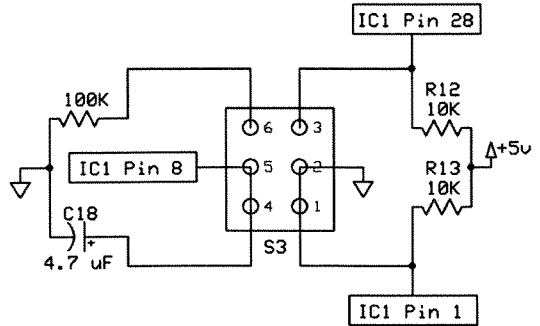 IC1 Pin 28
100K
R12
10K
6
3
+5v
IC1 Pin 8
5
2
R13
10K
4
1
C18
+
4.7 uF
S3
IC1 Pin 1